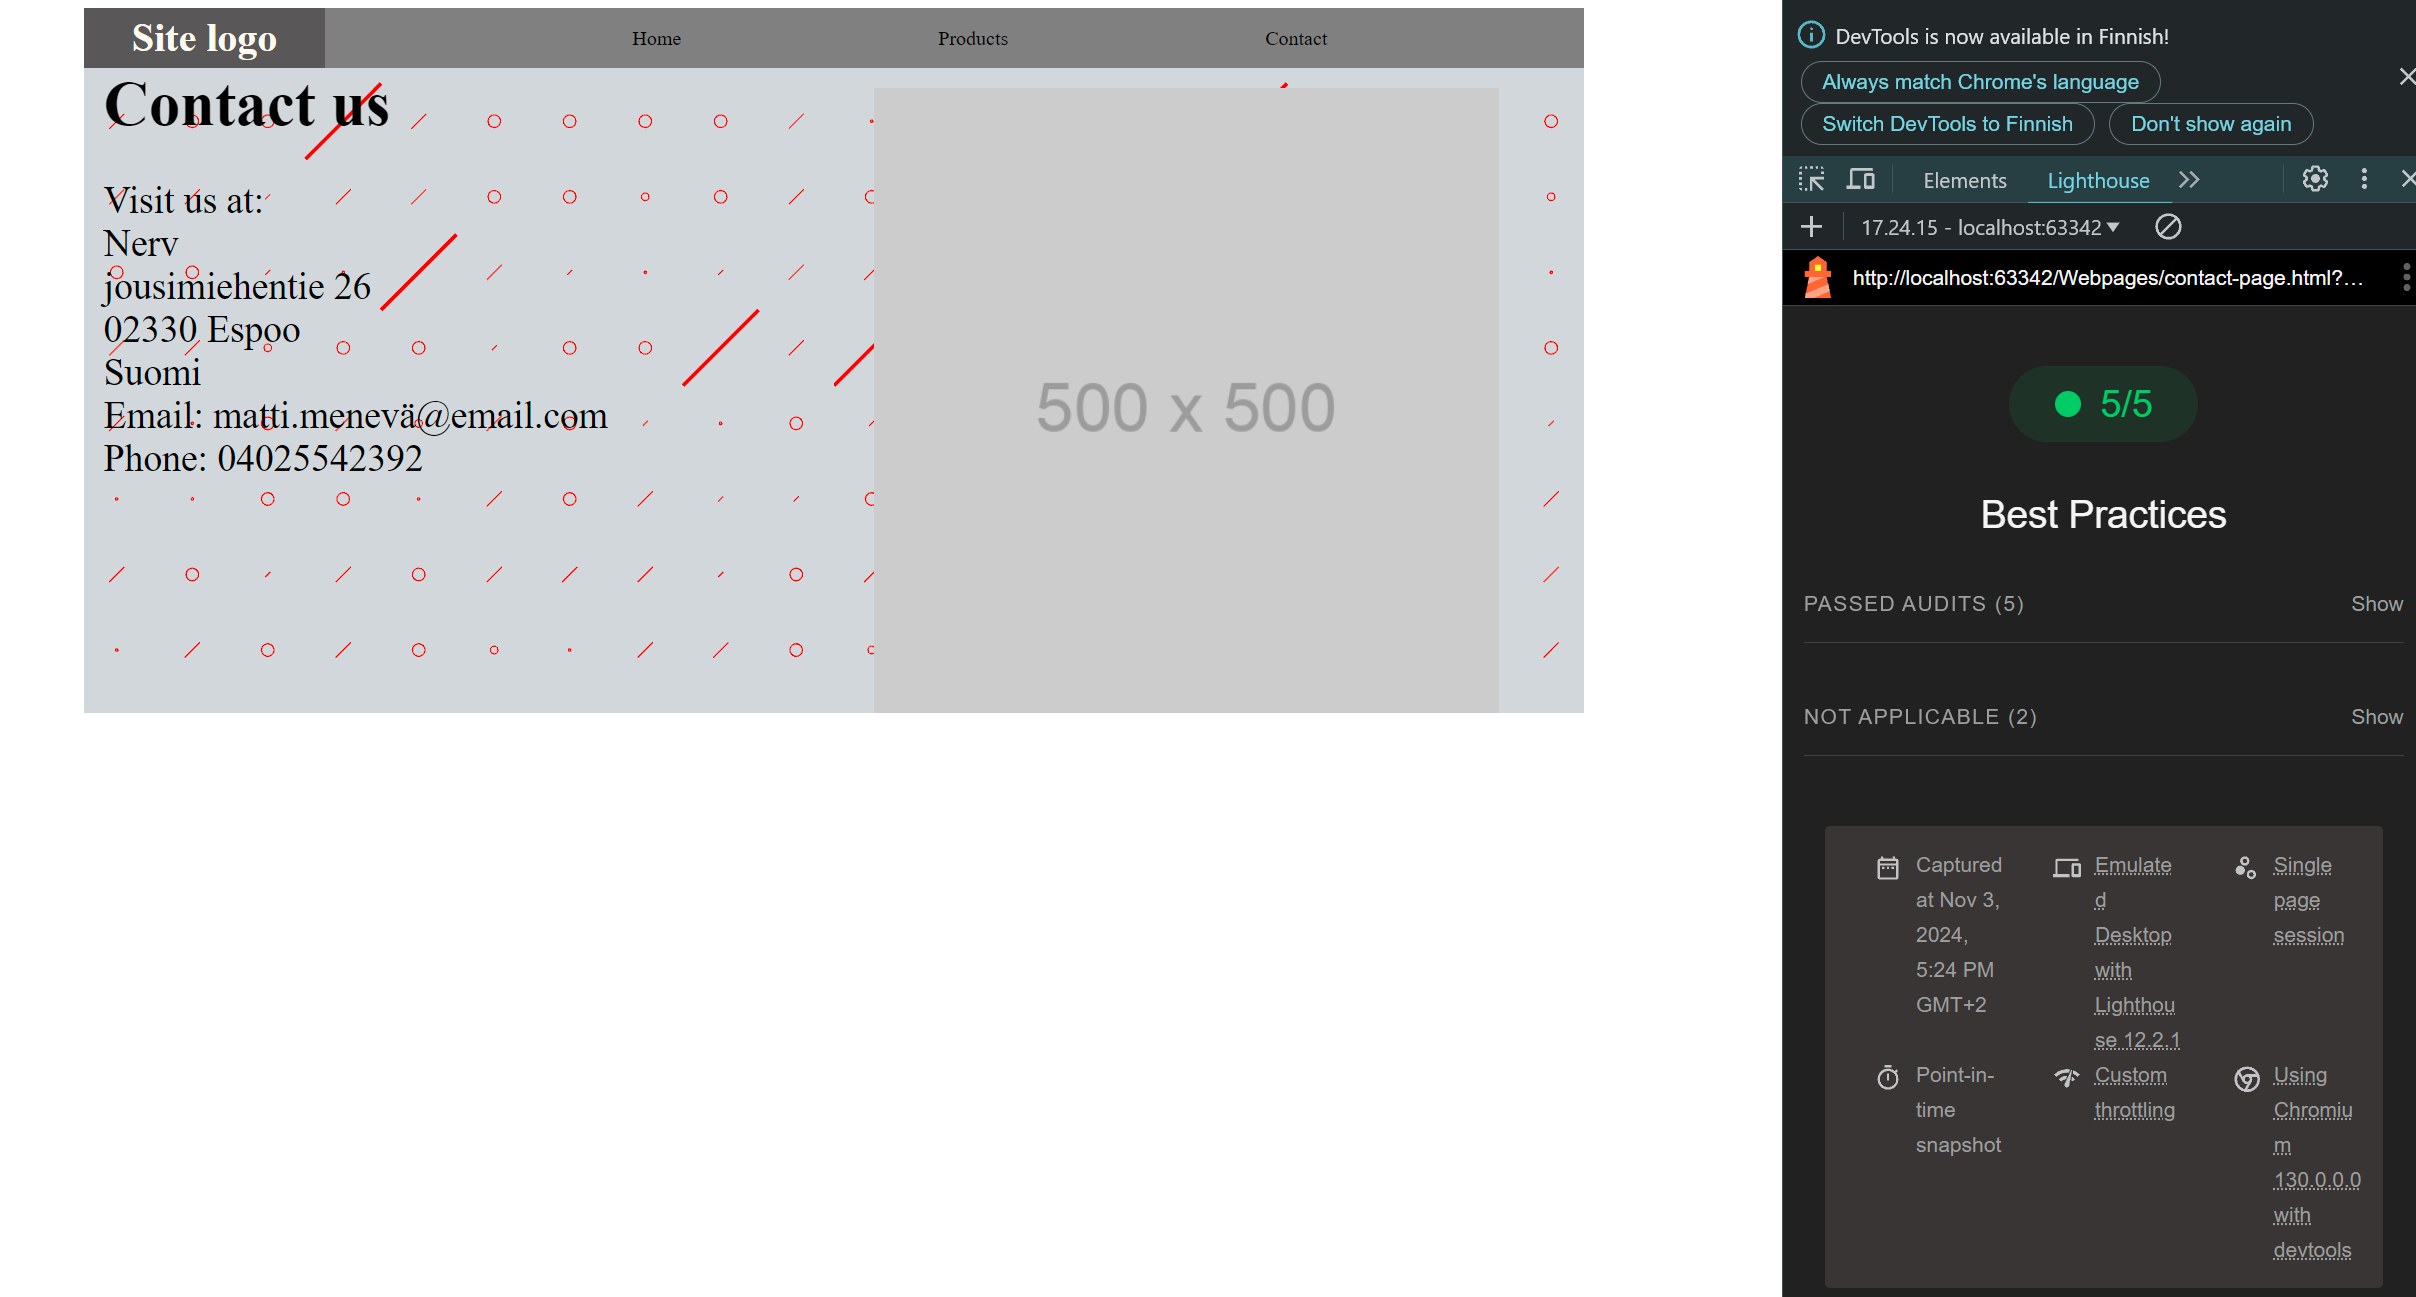 Site logo
Home
Products
Contact
Contact us
Visit us at:
Nerv
jousimiehentie 26
02330 Espoo
Suomi
Email: matti.menevä@email.com
Phone: 04025542392
500 x 500
DevTools is now available in Finnish!
Always match Chrome's language
Switch DevTools to Finnish
Don't show again
Elements
Lighthouse
17.24.15 - localhost:63342
http://localhost:63342/Webpages/contact-page.html?...
5/5
Best Practices
PASSED AUDITS (5)
Show
NOT APPLICABLE (2)
Show
Captured
at Nov 3,
2024,
5:24 PM
GMT+2
Emulate
d
Desktop
with
Lighthou
se 12.2.1
Single
page
session
Point-in-
time
snapshot
Custom
throttling
Using
Chromiu
m
130.0.0.0
with
devtools